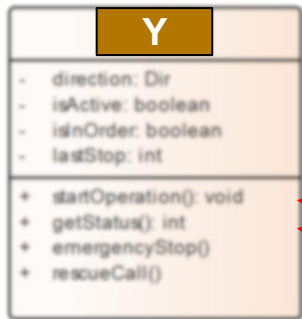 Y
- direction: Dir
- isActive: boolean
- isInOrder: boolean
- lastStop: int
+ startOperation(): void
+ getStatus(): int
+ emergencyStop()
+ rescueCall()